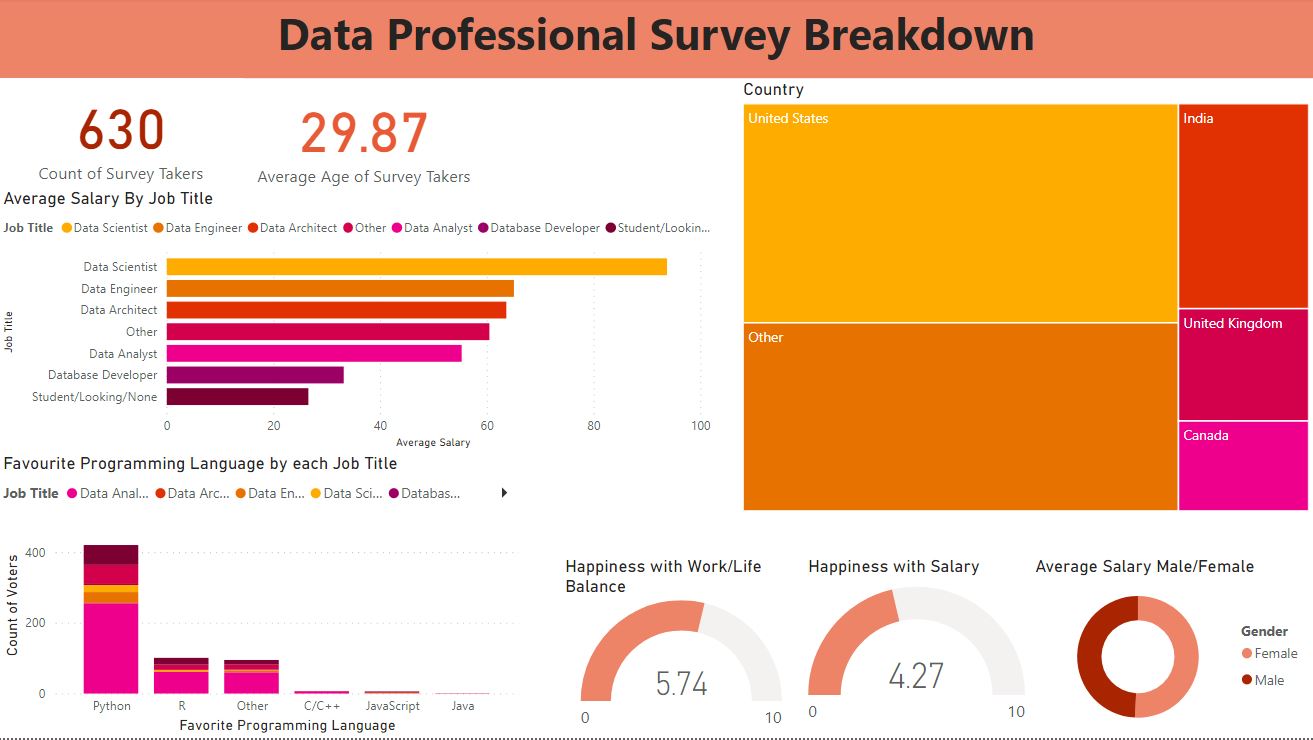 Data Professional Survey Breakdown
630
Count of Survey Takers
29.87
Average Age of Survey Takers
Average Salary By Job Title
Job Title Data Scientist Data Engineer Data Architect Other Data Analyst Database Developer Student/Lookin...
Job Title
Data Scientist
Data Engineer
Data Architect
Other
Data Analyst
Database Developer
Student/Looking/None
0 20 40 60 80 100
Average Salary
Country
United States
India
Other
United Kingdom
Canada
Favourite Programming Language by each Job Title
Job Title Data Anal... Data Arc... Data En... Data Sci... Databas...
Count of Voters
400
200
0
Python R Other C/C++ JavaScript Java
Favorite Programming Language
Happiness with Work/Life
Balance
5.74
0 10
Happiness with Salary
4.27
0 10
Average Salary Male/Female
Gender
Female
Male